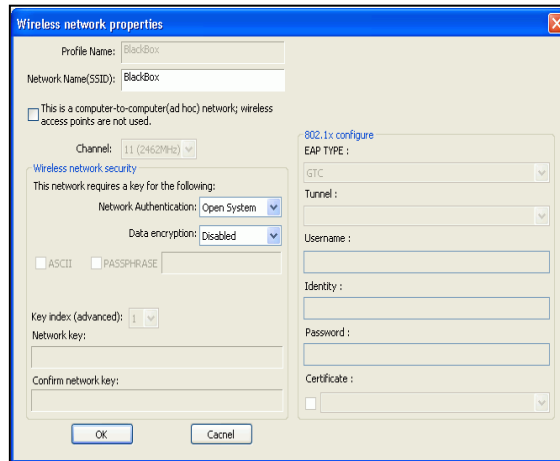 Wireless network properties
Profile Name: BlackBox
Network Name(SSID): BlackBox
This is a computer-to-computer(ad hoc) network; wireless
access points are not used.
Channel: 11 (2462MHz)
Wireless network security
This network requires a key for the following:
Network Authentication: Open System
Data encryption: Disabled
ASCII PASSPHRASE
Key index (advanced): 1
Network key:
Confirm network key:
OK Cacnel
802.1x configure
EAP TYPE :
GTC
Tunnel :
Username :
Identity :
Password :
Certificate :